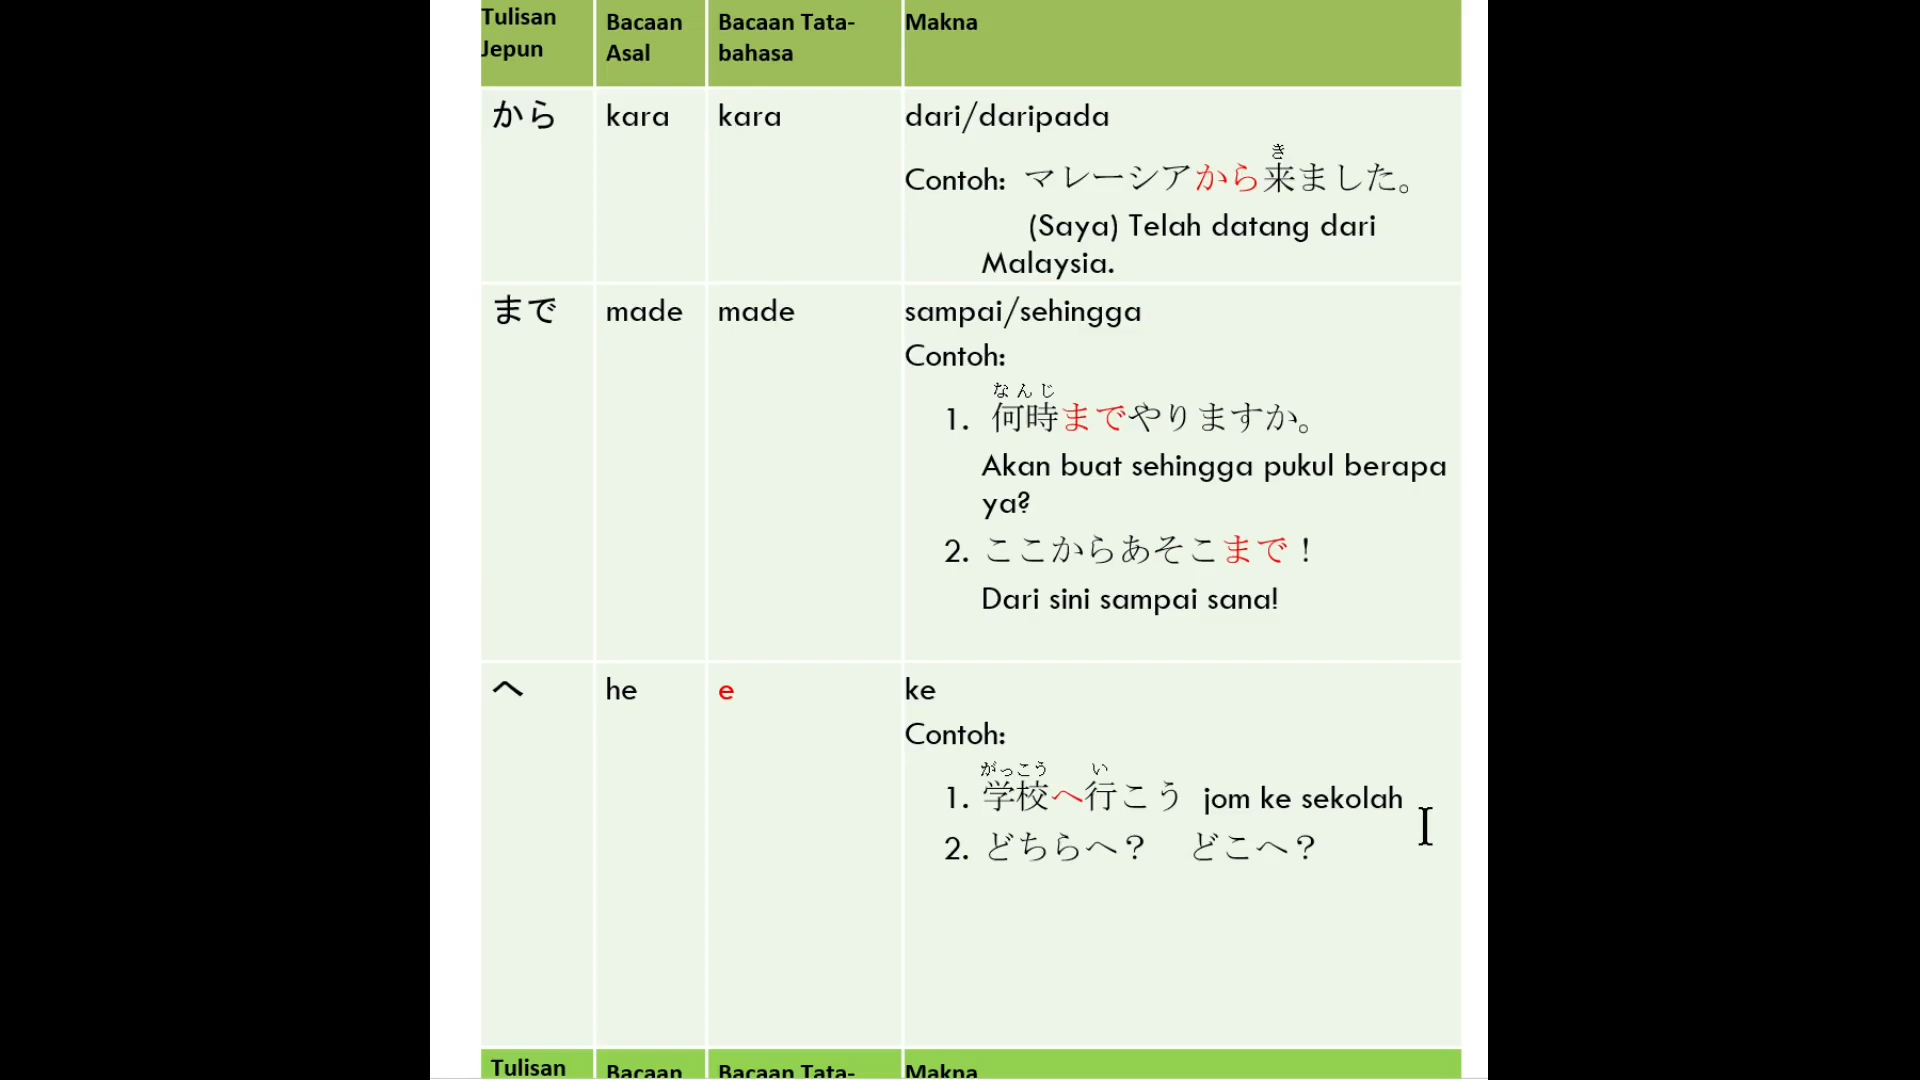 Tulisan Jepun
Bacaan Asal
Bacaan Tata-bahasa
Makna
から
kara
kara
dari/daripada
き
Contoh: マレーシアから来ました。
(Saya) Telah datang dari
Malaysia.
まで
made
made
sampai/sehingga
Contoh:
なんじ
1. 何時までやりますか。
Akan buat sehingga pukul berapa
ya?
2. ここからあそこまで！
Dari sini sampai sana!
へ
he
e
ke
Contoh:
がっこう い
1. 学校へ行こう jom ke sekolah
2. どちらへ？ どこへ？
Tulisan
Bacaan
Bacaan Tata-
Makna